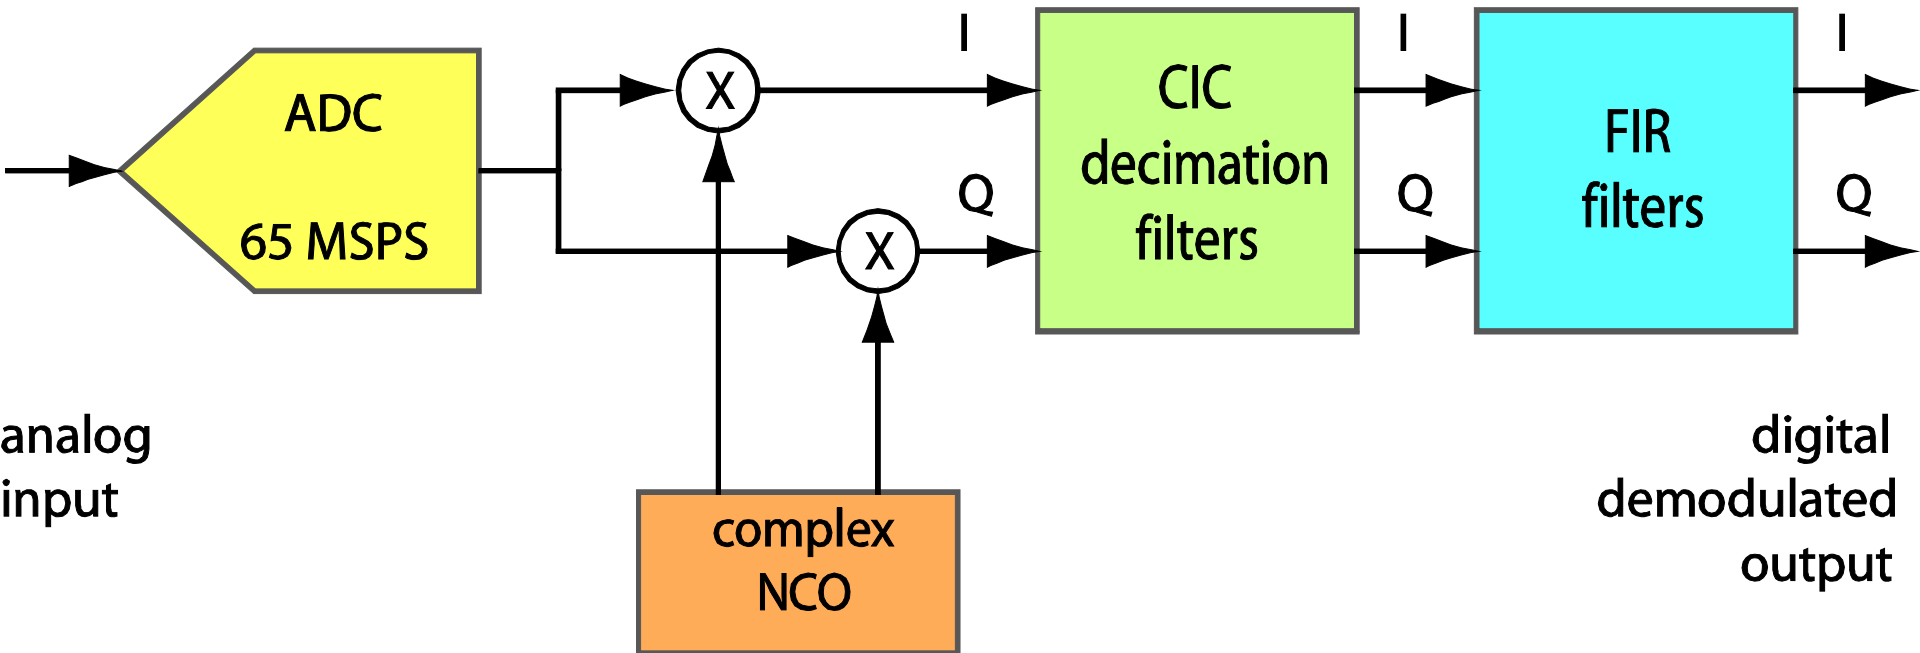 ADC
65 MSPS
X
X
I
Q
CIC
decimation
filters
I
Q
FIR
filters
I
Q
analog
input
complex
NCO
digital
demodulated
output